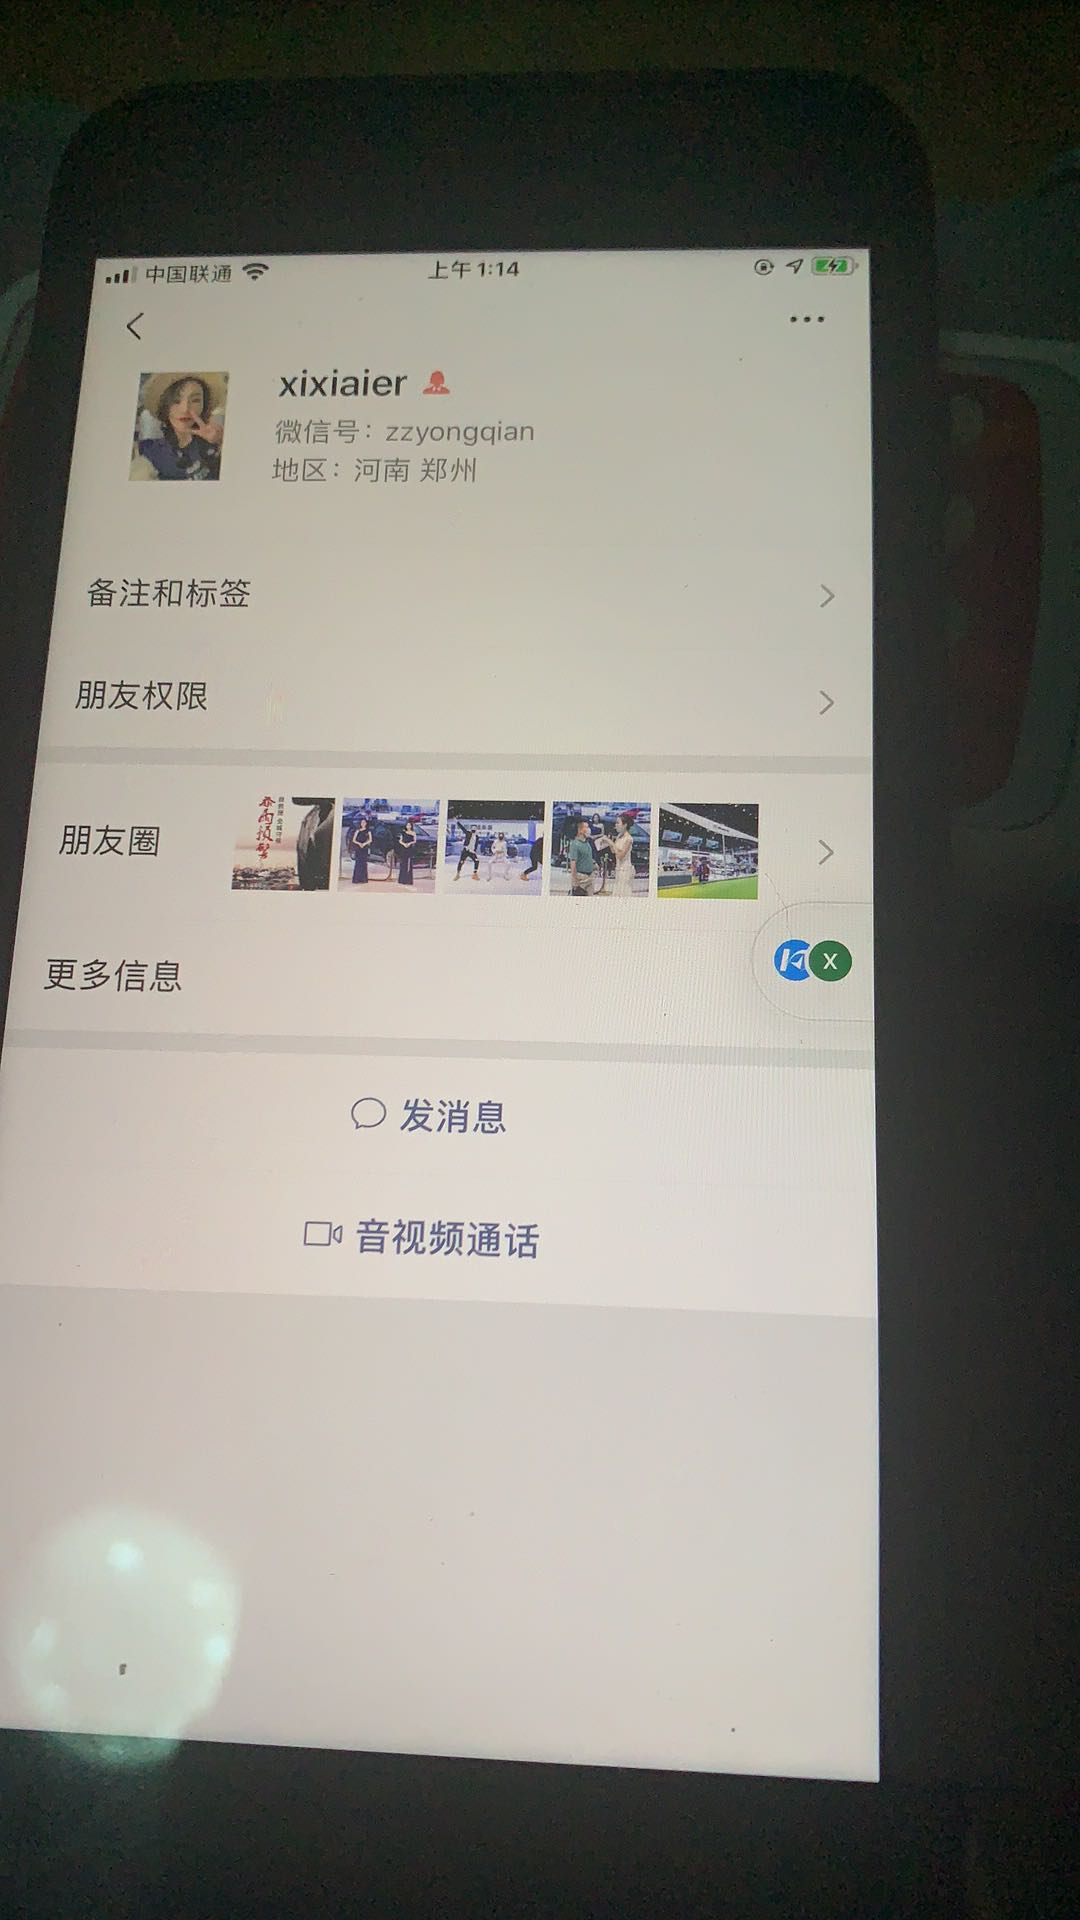 中国联通
上午1:14
xixiaier
微信号：zzyongqian
地区：河南 郑州
备注和标签
朋友权限
朋友圈
更多信息
X
发消息
音视频通话